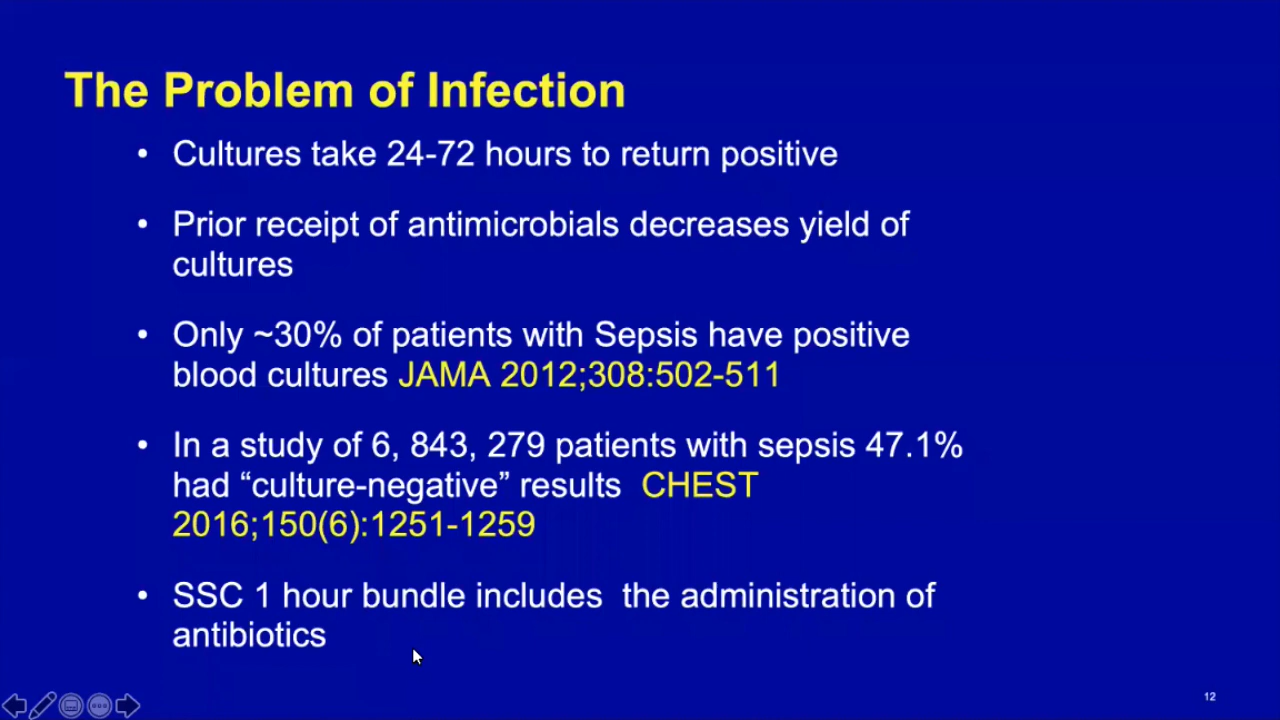 The Problem of Infection
• Cultures take 24-72 hours to return positive
• Prior receipt of antimicrobials decreases yield of
cultures
• Only ~30% of patients with Sepsis have positive
blood cultures JAMA 2012;308:502-511
• In a study of 6, 843, 279 patients with sepsis 47.1%
had “culture-negative” results  CHEST
2016;150(6):1251-1259
• SSC 1 hour bundle includes  the administration of
antibiotics
12